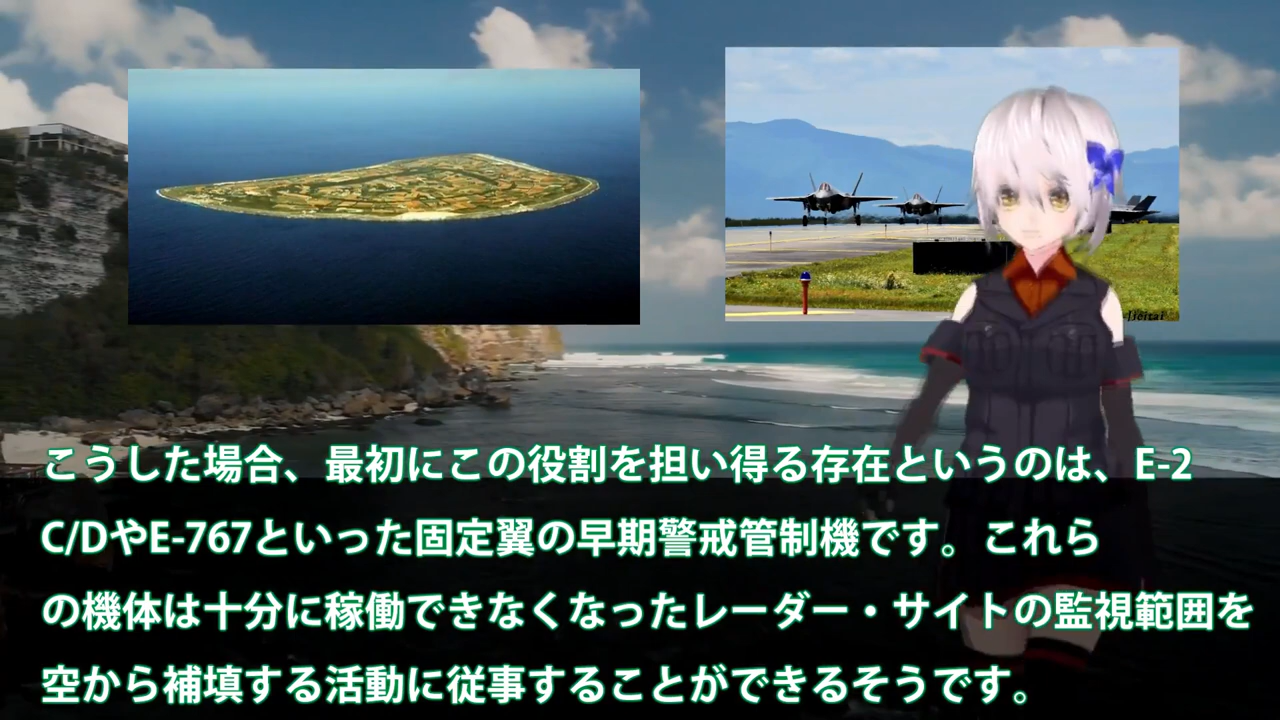 こうした場合、最初にこの役割を担い得る存在というのは、E-2
C/DやE-767といった固定翼の早期警戒管制機です。これら
の機体は十分に稼働できなくなったレーダー・サイトの監視範囲を
空から補填する活動に従事することができるそうです。